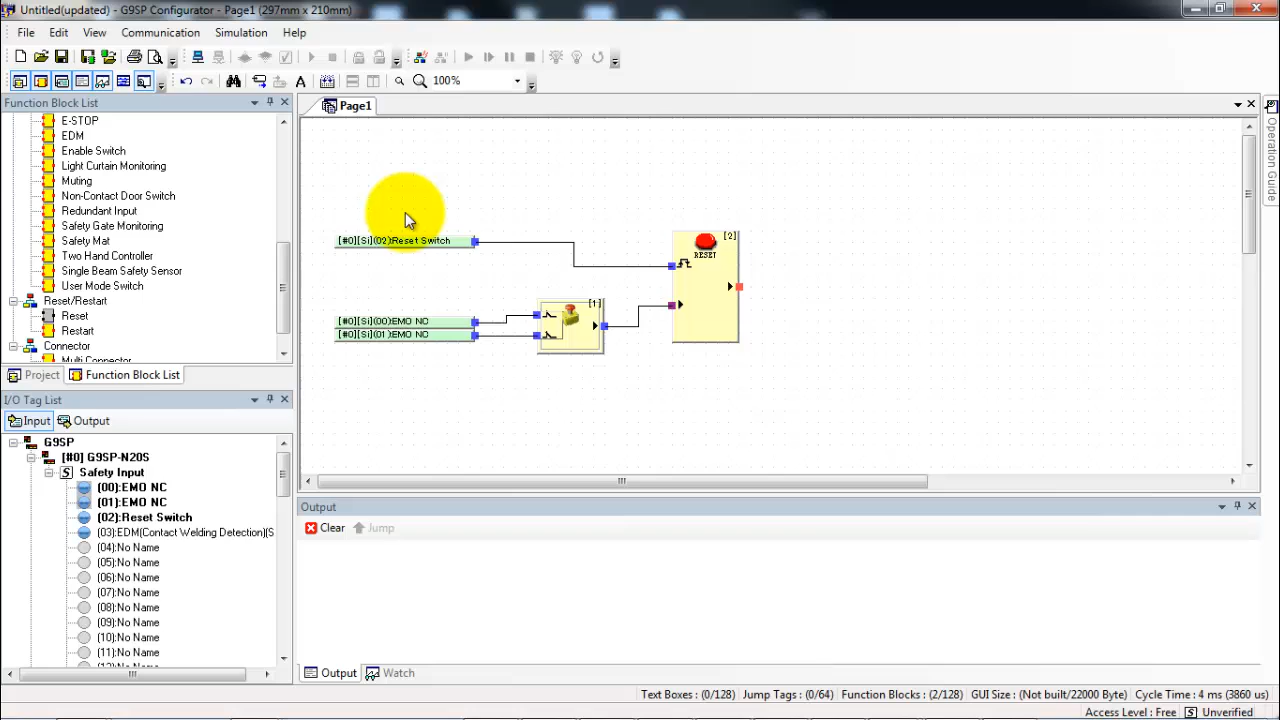 Untitled(updated) - G9SP Configurator - Page1 (297mm x 210mm)
File Edit View Communication Simulation Help
100%
Function Block List
E-STOP
EDM
Enable Switch
Light Curtain Monitoring
Muting
Non-Contact Door Switch
Redundant Input
Safety Gate Monitoring
Safety Mat
Two Hand Controller
Single Beam Safety Sensor
User Mode Switch
Reset/Restart
Reset
Restart
Connector
Multi Connector
Project Function Block List
I/O Tag List
Input Output
G9SP
[#0] G9SP-N20S
Safety Input
(00):EMO NC
(01):EMO NC
(02):Reset Switch
(03):EDM(Contact Welding Detection)(S
(04):No Name
(05):No Name
(06):No Name
(07):No Name
(08):No Name
(09):No Name
(10):No Name
(11):No Name
Page1
[#0][Si](02):Reset Switch
[2]
RESET
[#0][Si](00):EMO NC
[#0][Si](01):EMO NC
[1]
Operation Guide
Output
Clear Jump
Output Watch
Text Boxes : (0/128) Jump Tags : (0/64) Function Blocks : (2/128) GUI Size : (Not built/22000 Byte) Cycle Time : 4 ms (3860 us)
Access Level : Free S Unverified